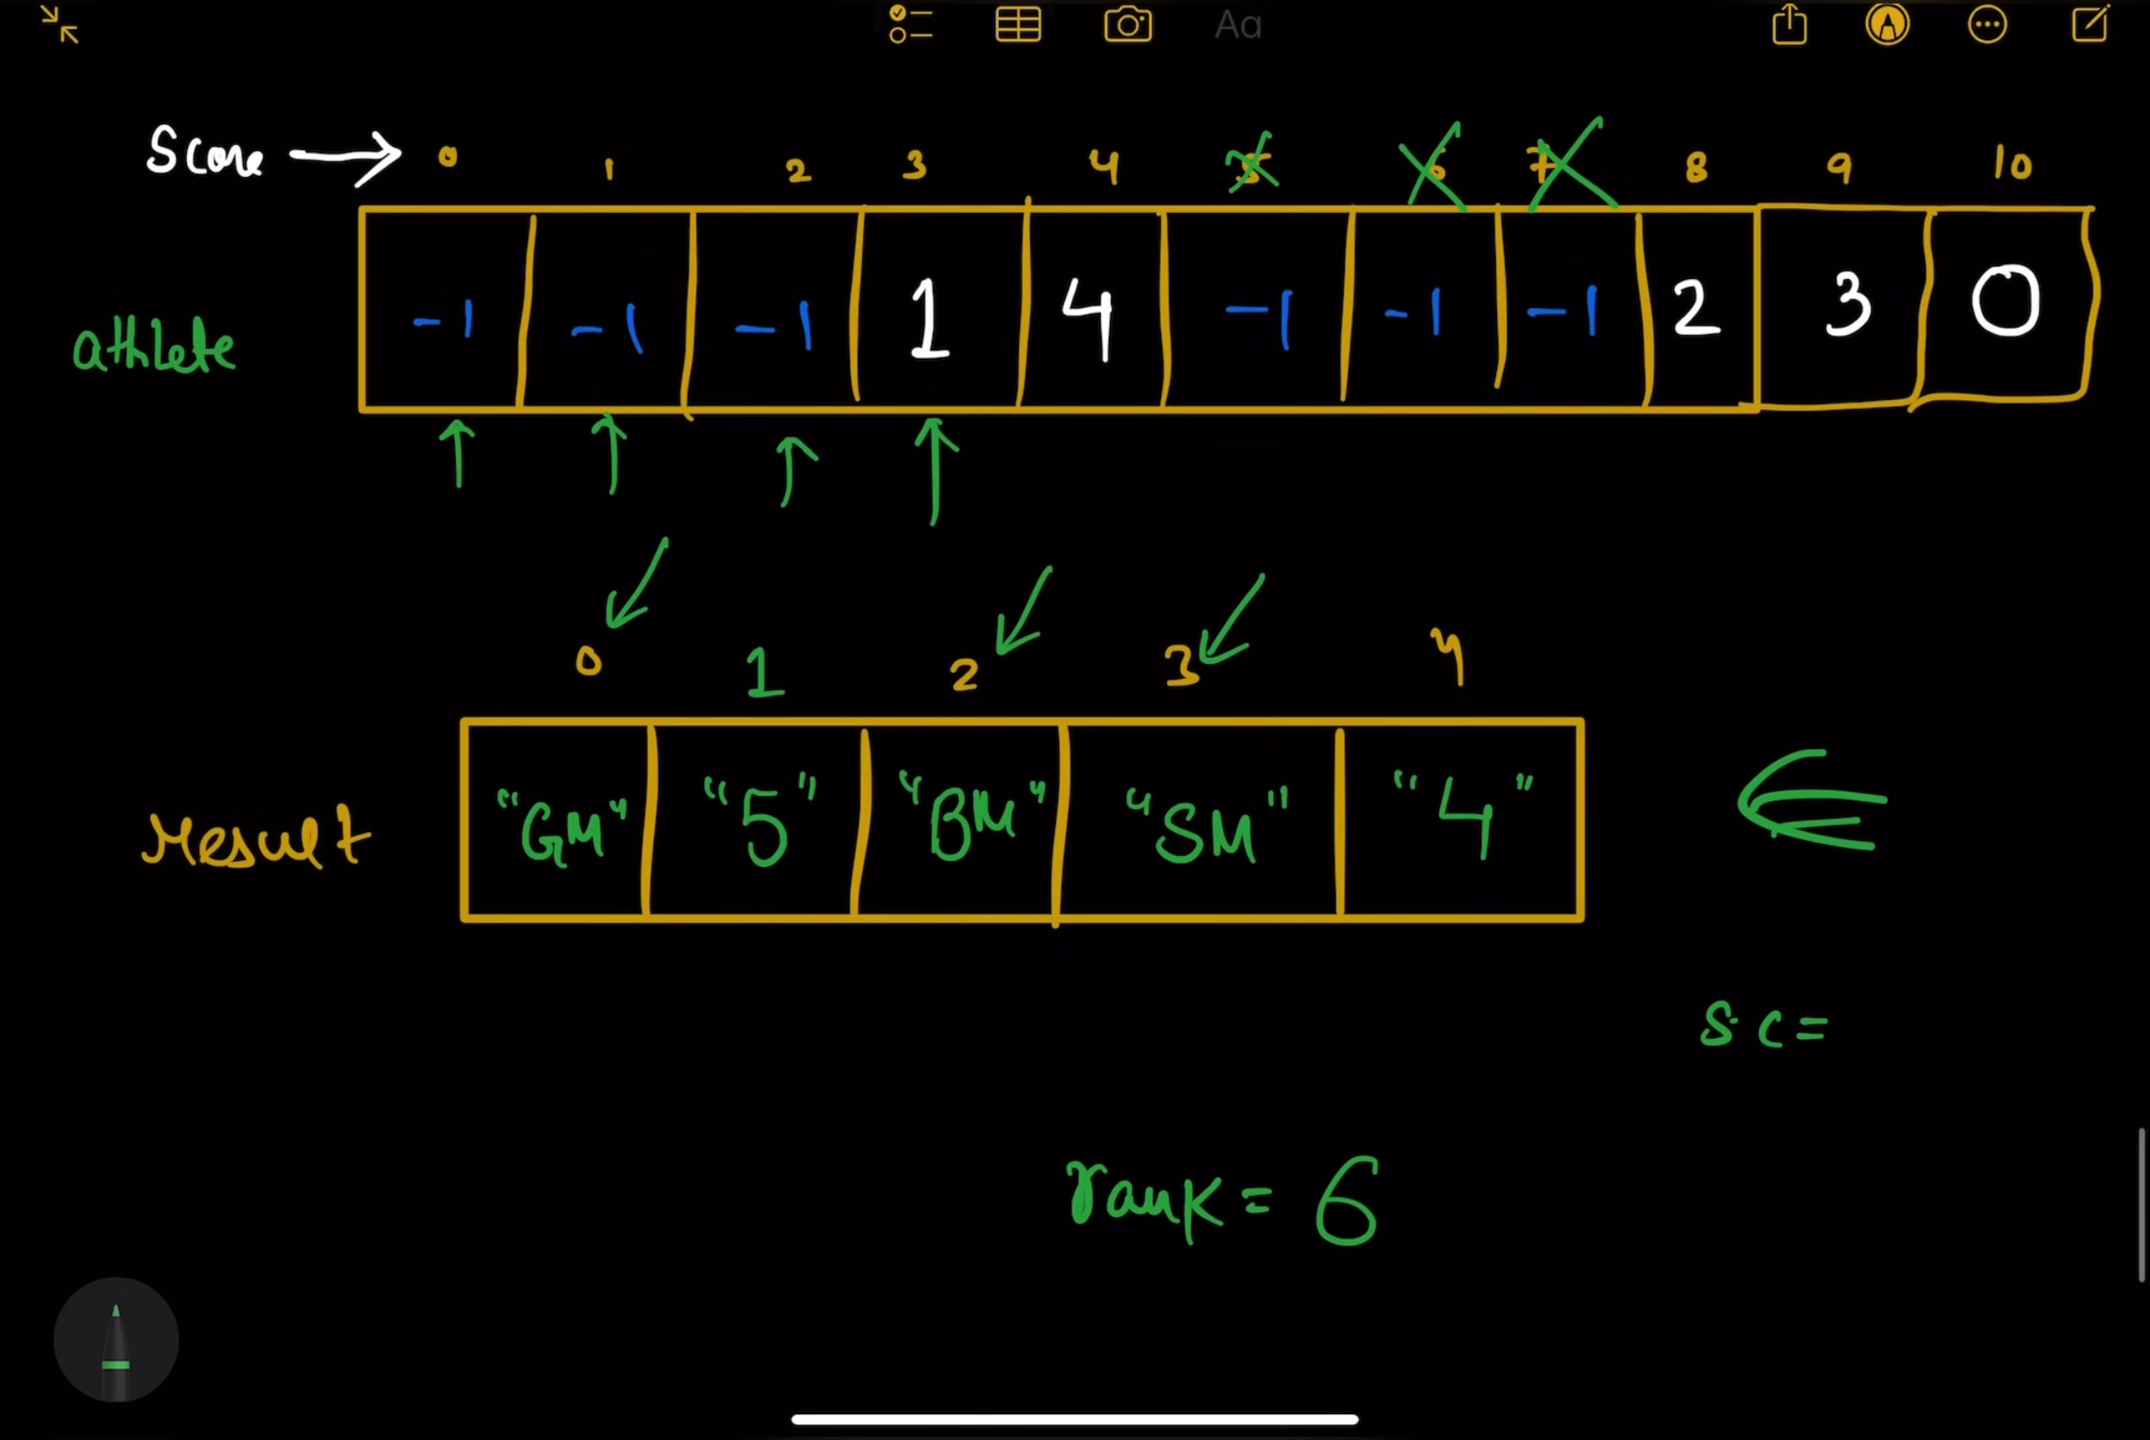 Aa
Score → 0 1 2 3 4 5 6 7 8 9 10
athlete -1 -1 -1 1 4 -1 -1 -1 2 3 0
0 1 2 3 4
result "GM" "5" "BM" "SM" "4"
sc=
rank = 6